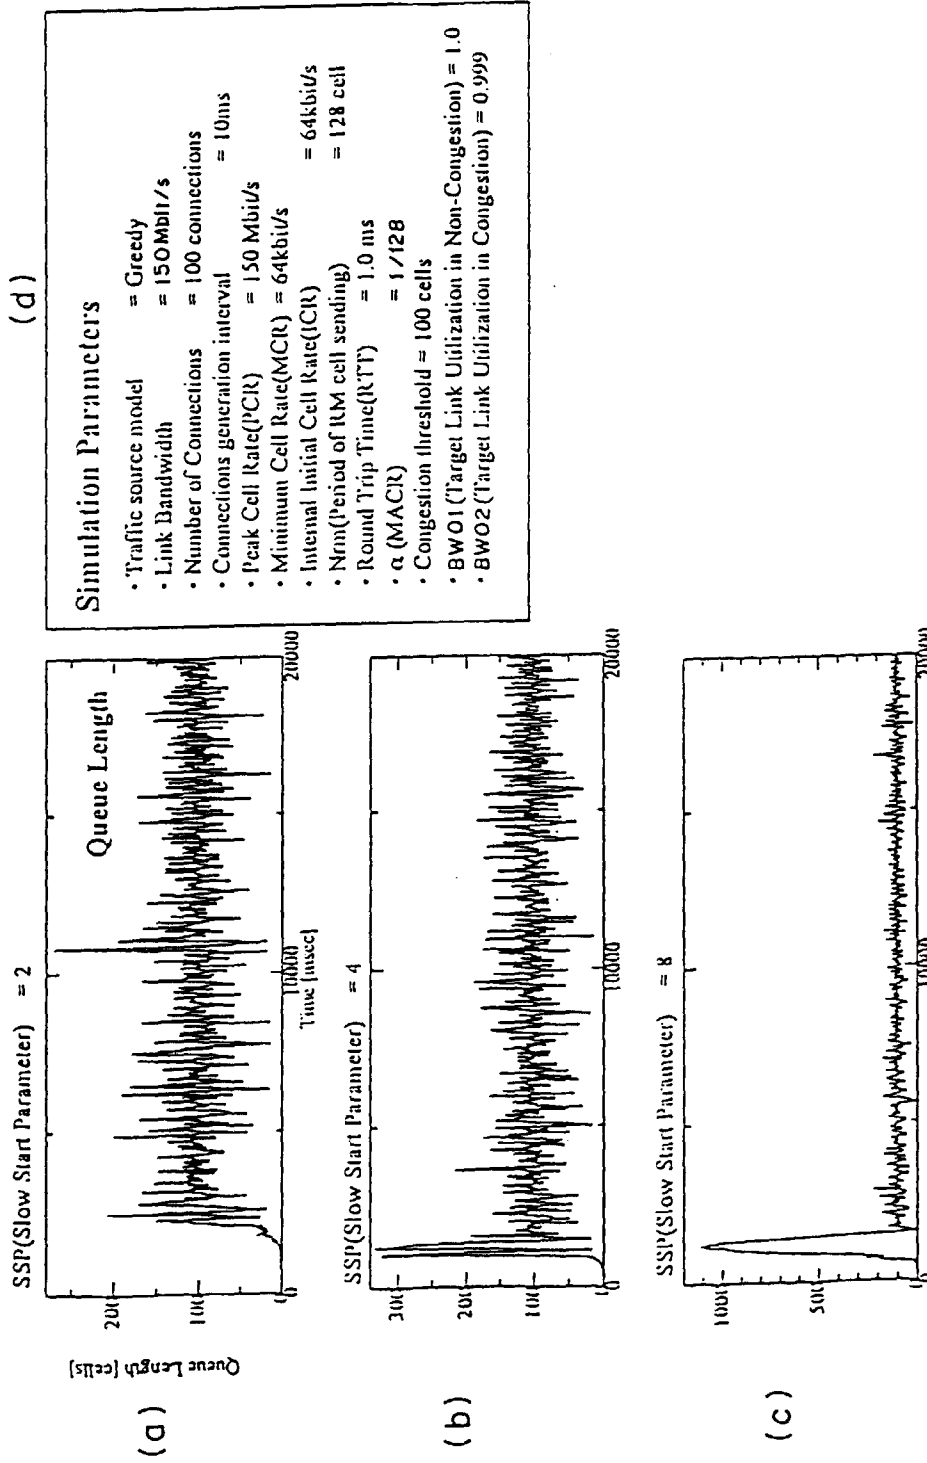 (a)
SSP(Slow Start Parameter) = 2
Queue Length
Queue Length [cells]
200
100
0
10000
20000
Time [msec]
(b)
SSP(Slow Start Parameter) = 4
300
200
100
0
10000
20000
(c)
SSP(Slow Start Parameter) = 8
1000
500
0
10000
20000
(d)
Simulation Parameters
· Traffic source model = Greedy
· Link Bandwidth = 150Mbit/s
· Number of Connections = 100 connections
· Connections generation interval = 10ms
· Peak Cell Rate(PCR) = 150 Mbit/s
· Minimum Cell Rate(MCR) = 64kbit/s
· Internal Initial Cell Rate(ICR) = 64kbit/s
· Nrm(Period of RM cell sending) = 128 cell
· Round Trip Time(RTT) = 1.0 ms
· α (MACR) = 1/128
· Congestion threshold = 100 cells
· BW01(Target Link Utilization in Non-Congestion) = 1.0
· BW02(Target Link Utilization in Congestion) = 0.999